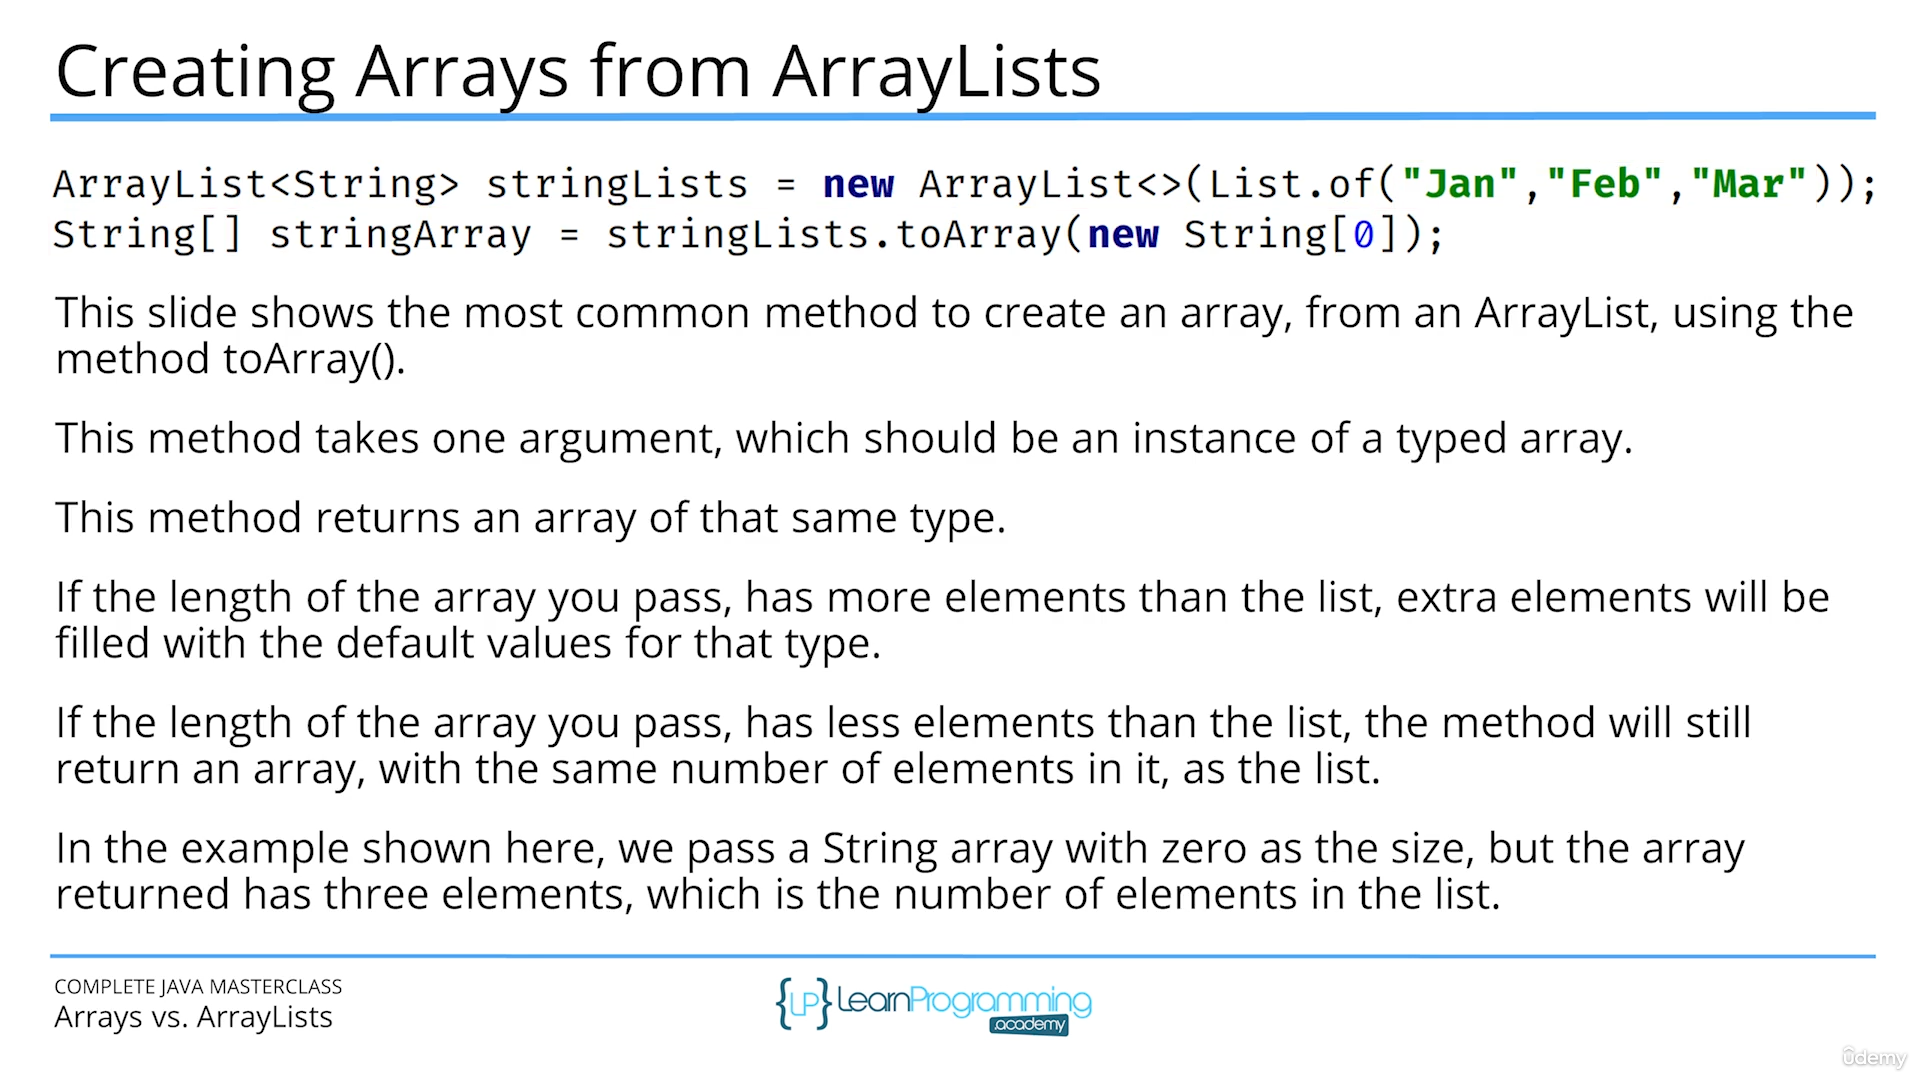 Creating Arrays from ArrayLists
ArrayList<String> stringLists = new ArrayList<>(List.of("Jan","Feb","Mar"));
String[] stringArray = stringLists.toArray(new String[0]);
This slide shows the most common method to create an array, from an ArrayList, using the
method toArray().
This method takes one argument, which should be an instance of a typed array.
This method returns an array of that same type.
If the length of the array you pass, has more elements than the list, extra elements will be
filled with the default values for that type.
If the length of the array you pass, has less elements than the list, the method will still
return an array, with the same number of elements in it, as the list.
In the example shown here, we pass a String array with zero as the size, but the array
returned has three elements, which is the number of elements in the list.
COMPLETE JAVA MASTERCLASS
Arrays vs. ArrayLists
{LP} LearnProgramming
.academy
ûdemy